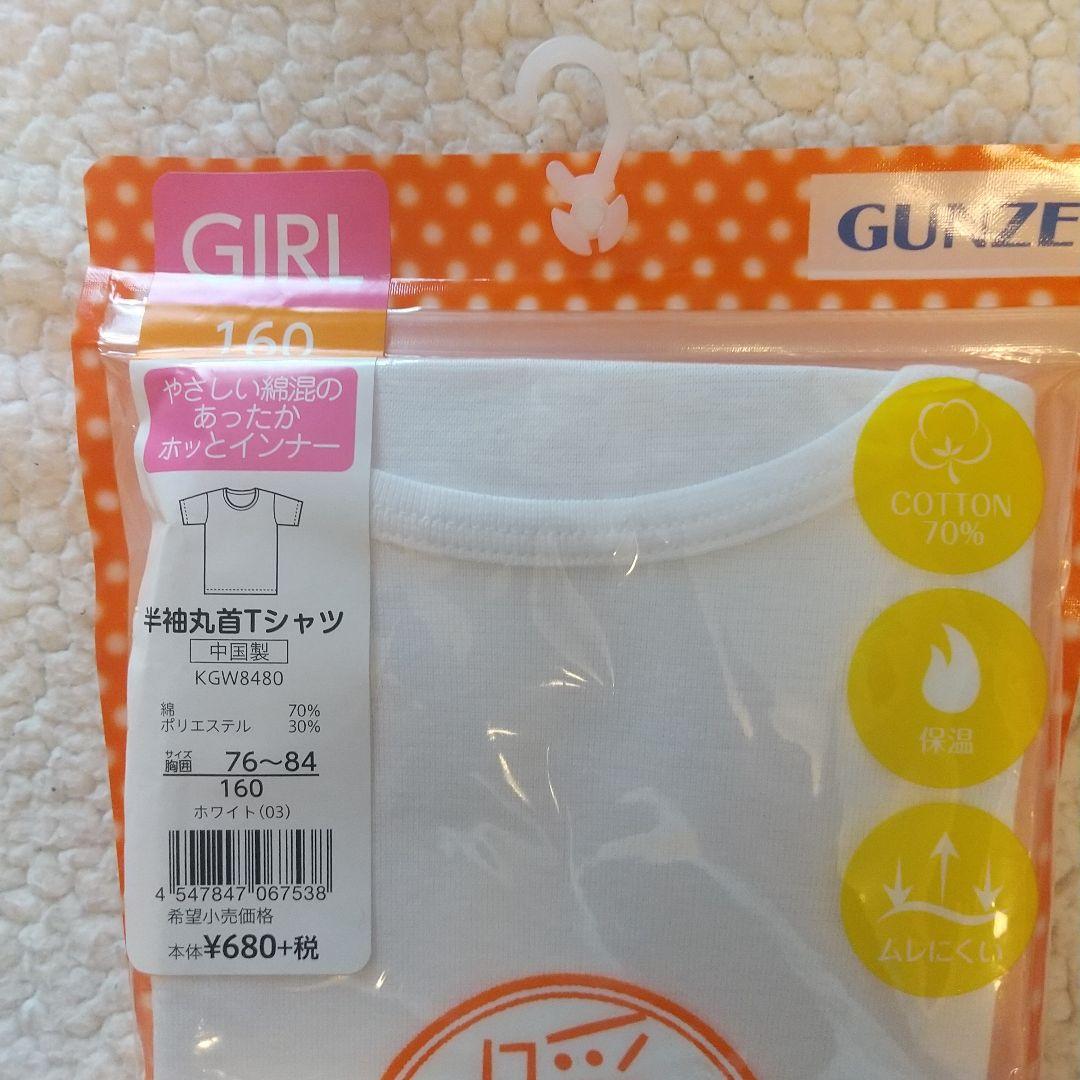 GIRL
160
GUNZE
やさしい綿混の
あったか
ホッとインナー
半袖丸首Tシャツ
中国製
KGW8480
綿 70%
ポリエステル 30%
サイズ
胸囲 76～84
160
ホワイト(03)
4 547847 067538
希望小売価格
本体¥680+税
COTTON
70%
保温
ムレにくい